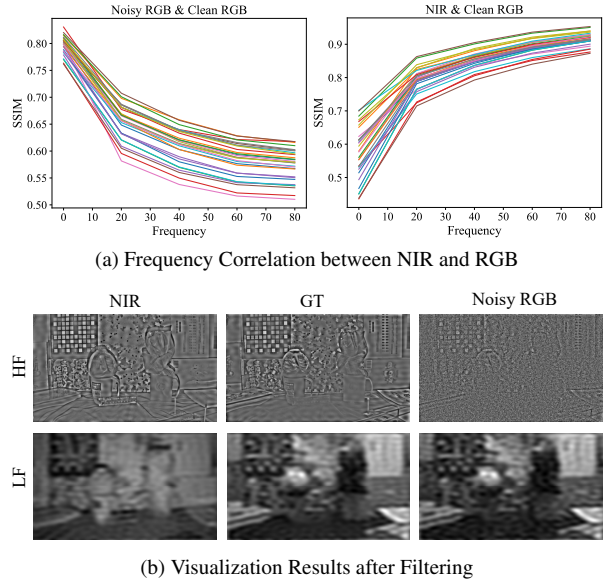 Noisy RGB & Clean RGB
NIR & Clean RGB
SSIM
0.80
0.75
0.70
0.65
0.60
0.55
0.50
0 10 20 30 40 50 60 70 80
Frequency
SSIM
0.9
0.8
0.7
0.6
0.5
0 10 20 30 40 50 60 70 80
Frequency
(a) Frequency Correlation between NIR and RGB
NIR GT Noisy RGB
HF
LF
(b) Visualization Results after Filtering